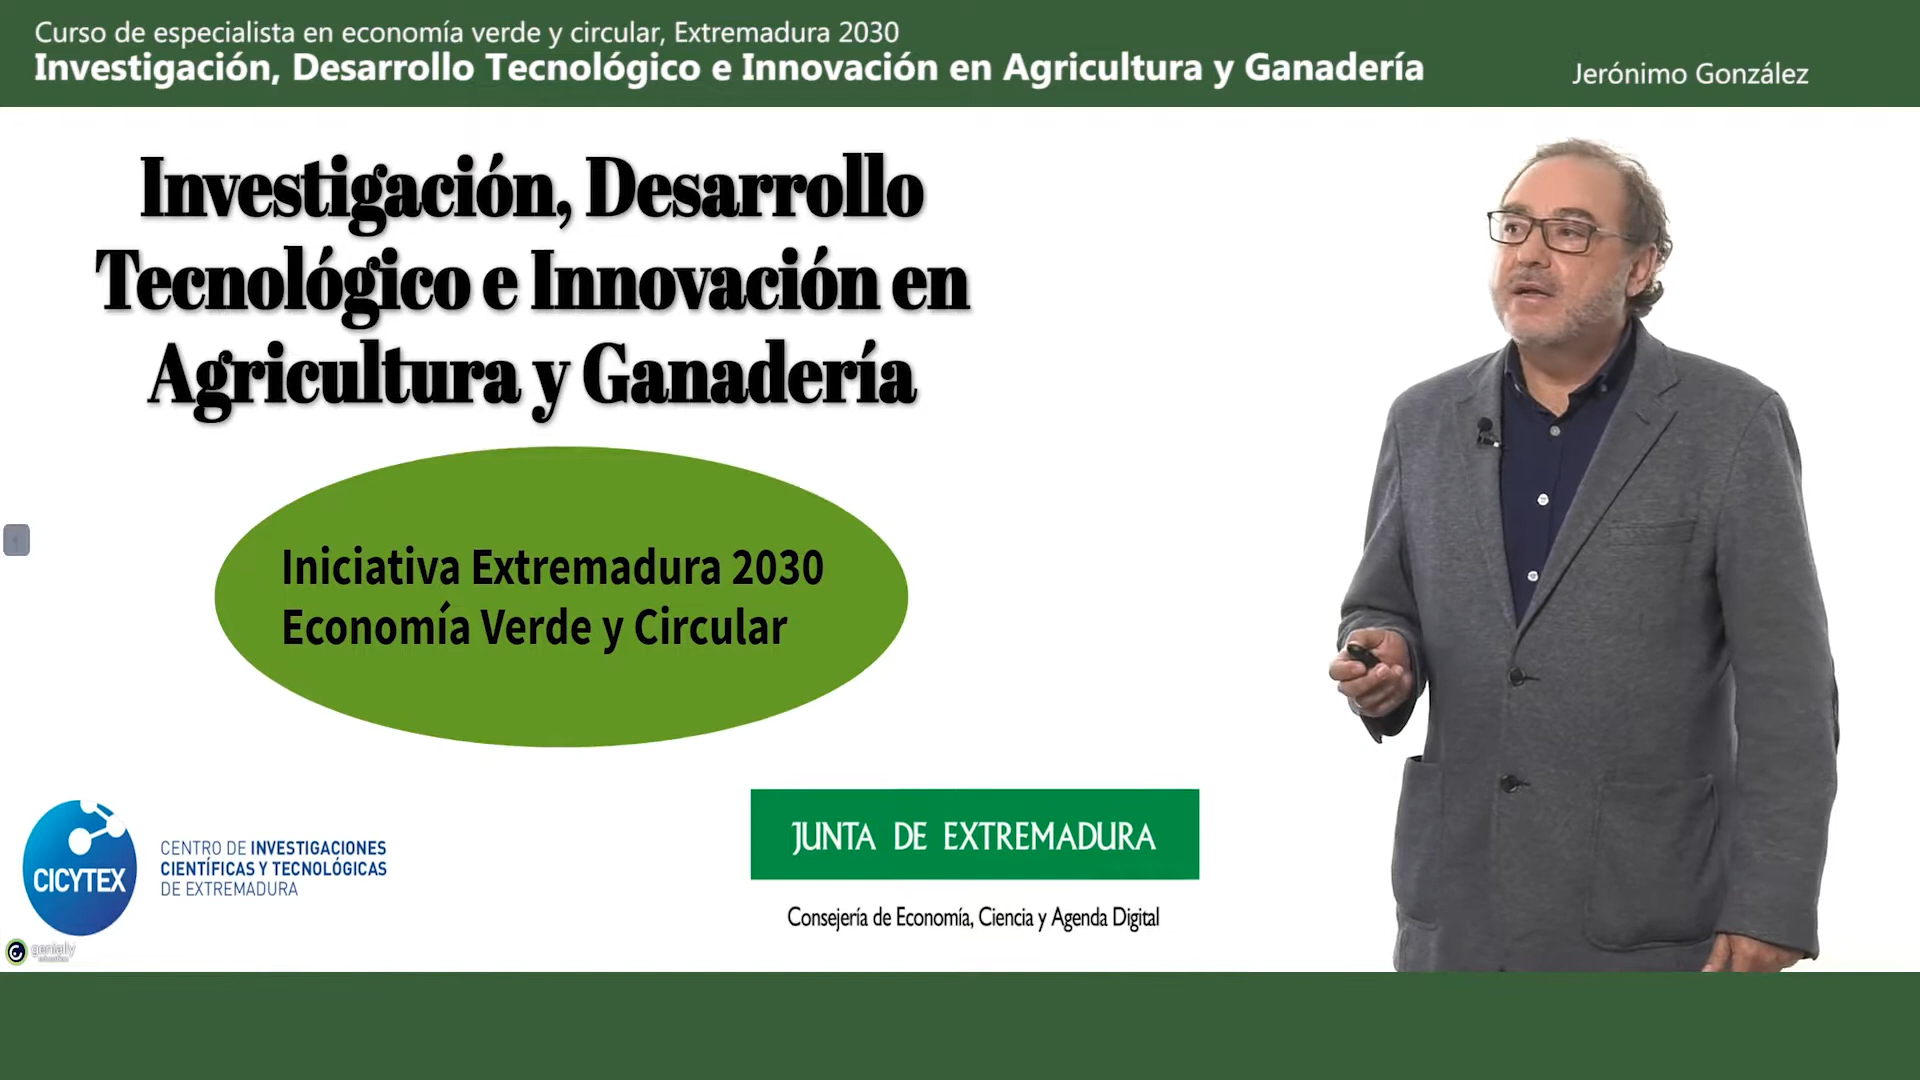 Curso de especialista en economía verde y circular, Extremadura 2030
Investigación, Desarrollo Tecnológico e Innovación en Agricultura y Ganadería
Jerónimo González
Investigación, Desarrollo
Tecnológico e Innovación en
Agricultura y Ganadería
Iniciativa Extremadura 2030
Economía Verde y Circular
CICYTEX
CENTRO DE INVESTIGACIONES
CIENTÍFICAS Y TECNOLÓGICAS
DE EXTREMADURA
JUNTA DE EXTREMADURA
Consejería de Economía, Ciencia y Agenda Digital
genially